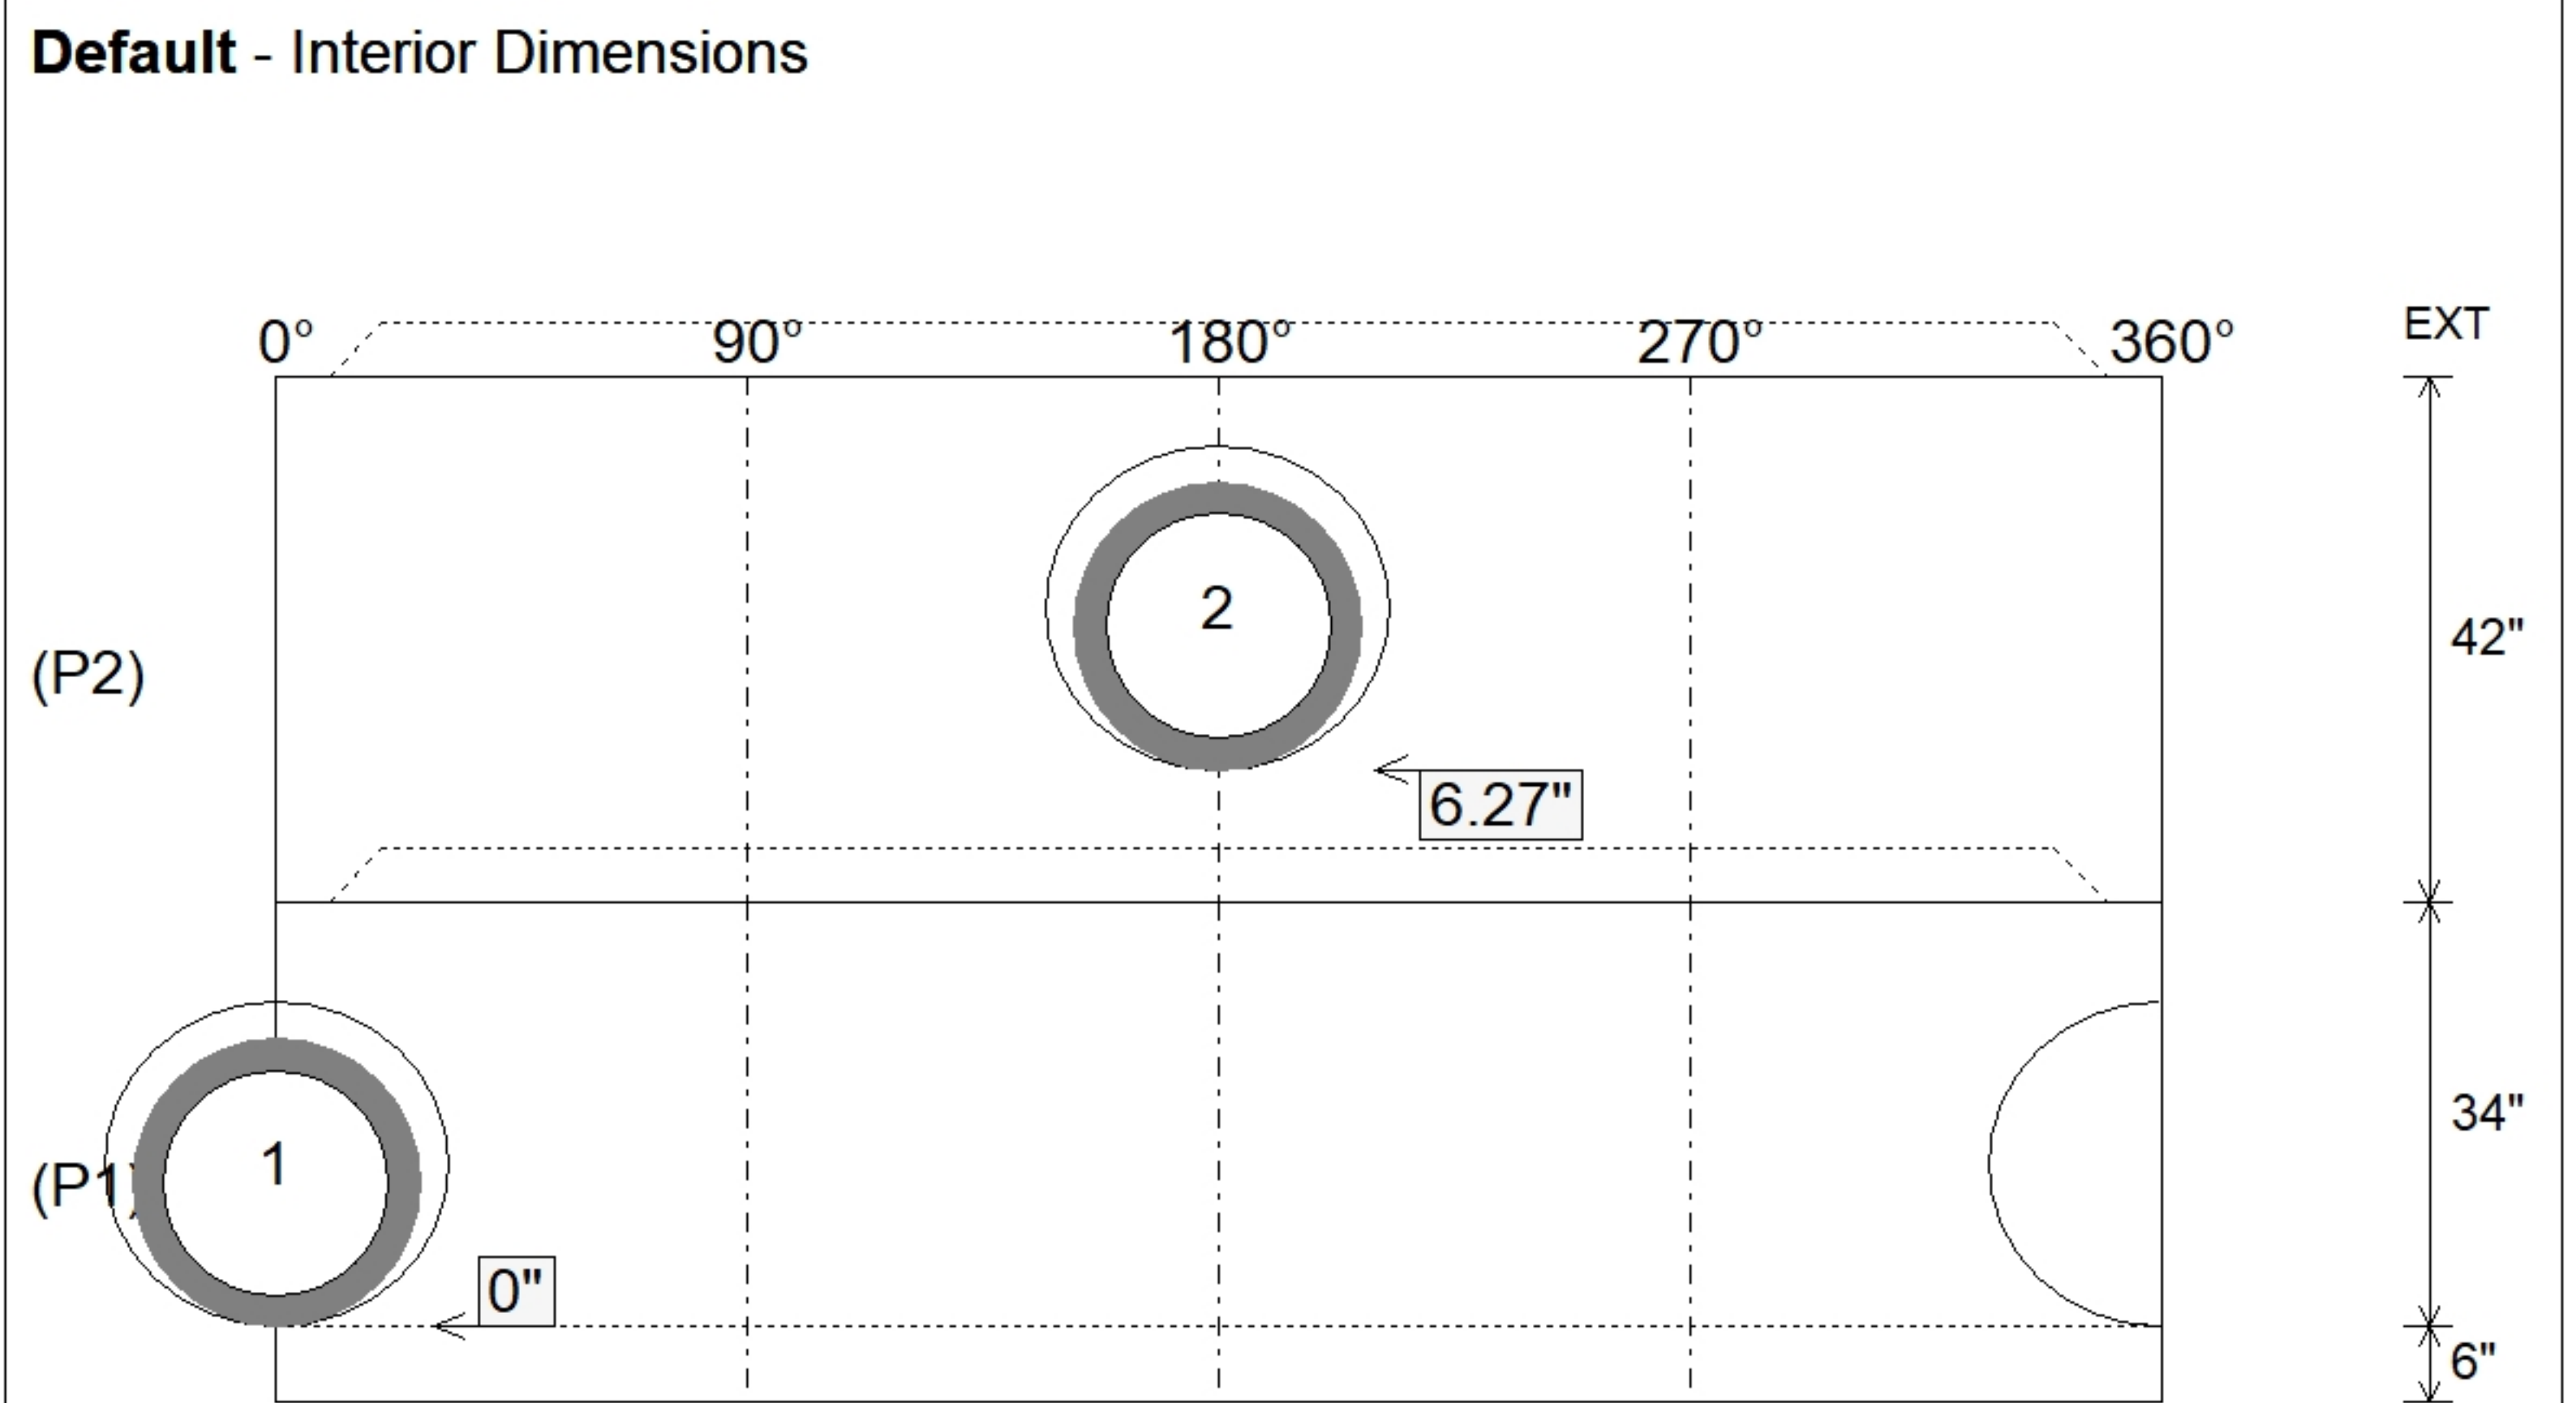 Default - Interior Dimensions
0° 90° 180° 270° 360° EXT
2
42"
(P2)
6.27"
34"
1
(P1)
0"
6"